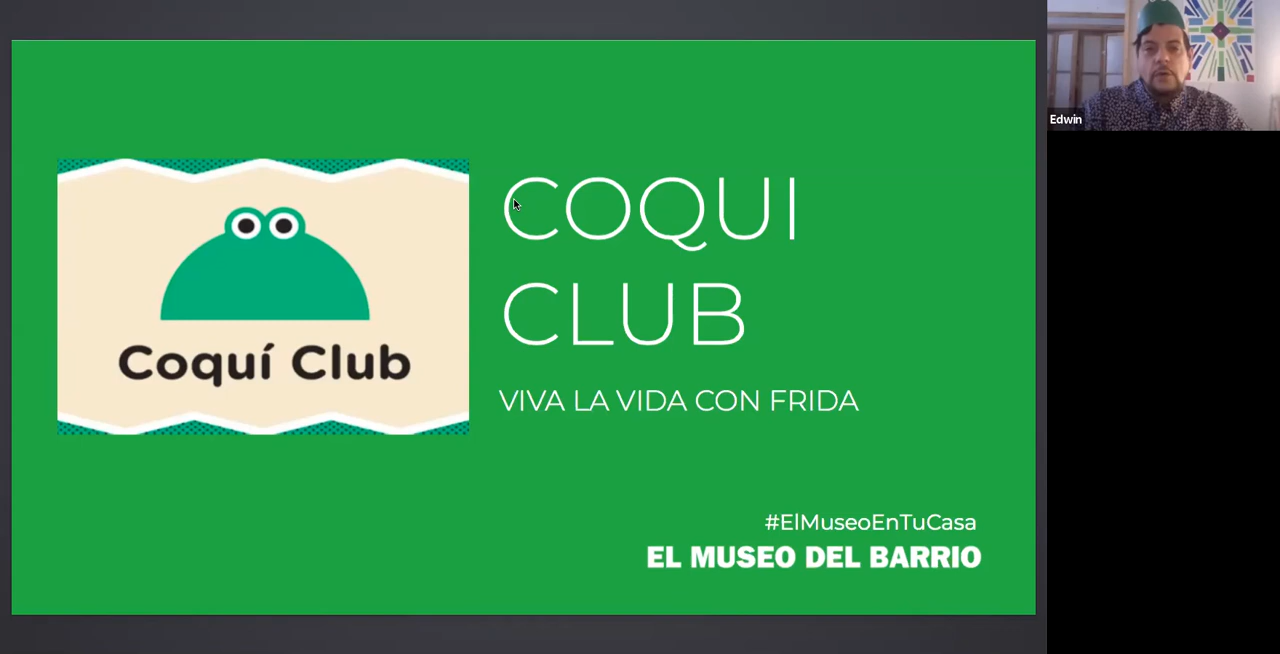 Coquí Club
COQUI
CLUB
VIVA LA VIDA CON FRIDA
#ElMuseoEnTuCasa
EL MUSEO DEL BARRIO
Edwin